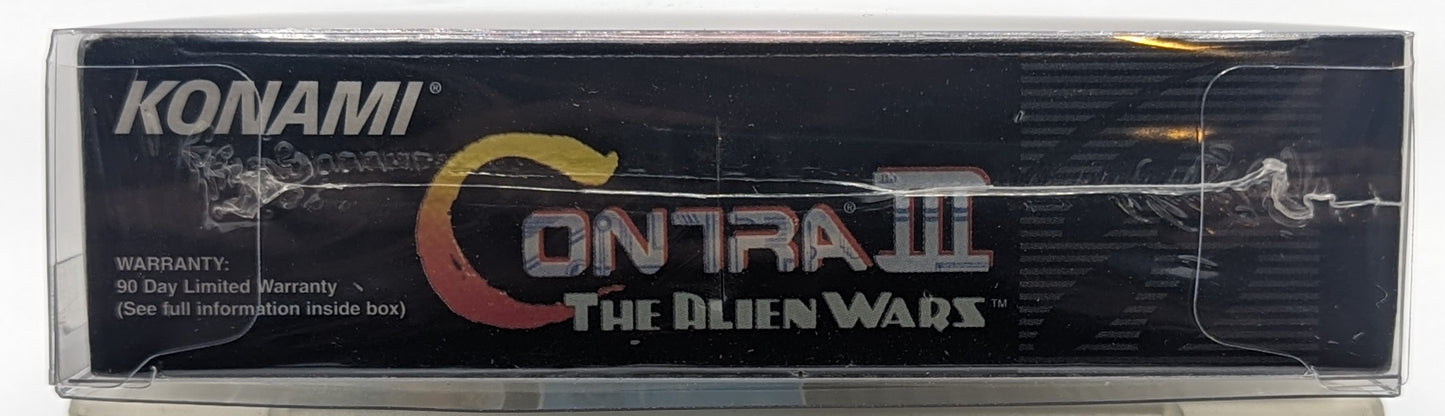 KONAMI®
CONTRA® III
THE ALIEN WARS™
WARRANTY:
90 Day Limited Warranty
(See full information inside box)